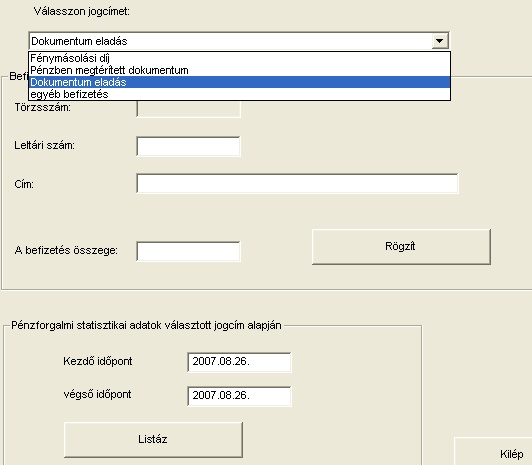 Válasszon jogcímet:
Dokumentum eladás
Fénymásolási díj
Pénzben megtérített dokumentum
Dokumentum eladás
egyéb befizetés
Törzsszám:
Leltári szám:
Cím:
A befizetés összege:
Rögzít
Pénzforgalmi statisztikai adatok választott jogcím alapján
Kezdő időpont
2007.08.26.
végső időpont
2007.08.26.
Listáz
Kilép